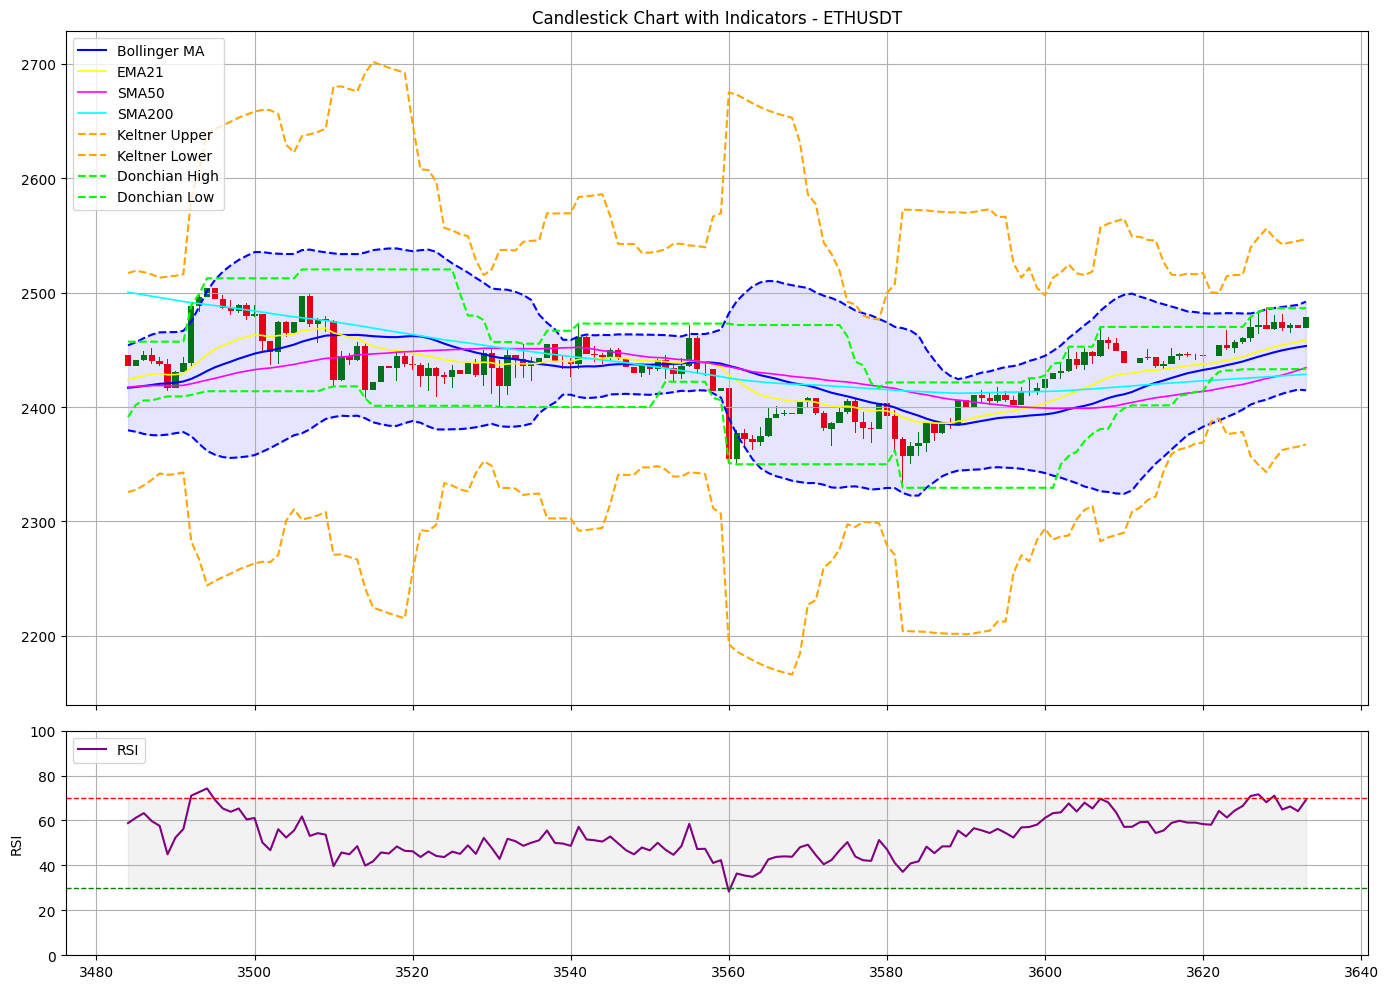 Candlestick Chart with Indicators - ETHUSDT
Bollinger MA
EMA21
SMA50
SMA200
Keltner Upper
Keltner Lower
Donchian High
Donchian Low
2700
2600
2500
2400
2300
2200
RSI
100
80
60
40
20
0
RSI
3480
3500
3520
3540
3560
3580
3600
3620
3640